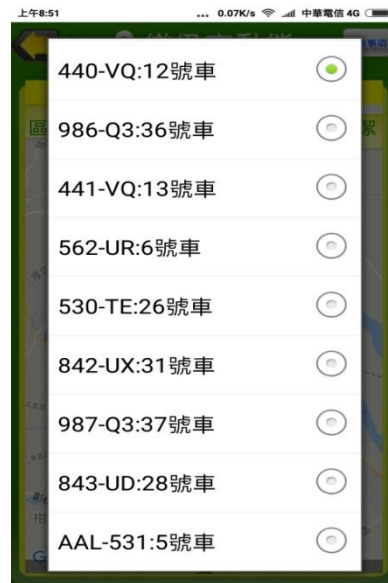 上午8:51 ... 0.07K/s 中華電信 4G
440-VQ:12號車
986-Q3:36號車
441-VQ:13號車
562-UR:6號車
530-TE:26號車
842-UX:31號車
987-Q3:37號車
843-UD:28號車
AAL-531:5號車